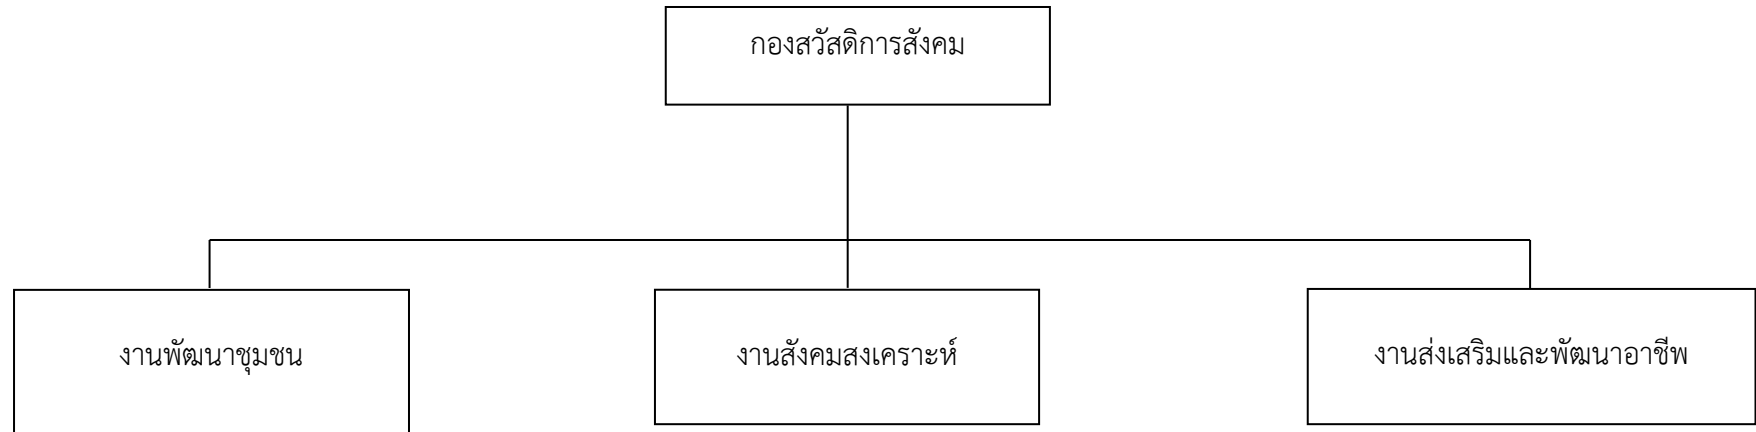 กองสวัสดิการสังคม
งานพัฒนาชุมชน
งานสังคมสงเคราะห์
งานส่งเสริมและพัฒนาอาชีพ